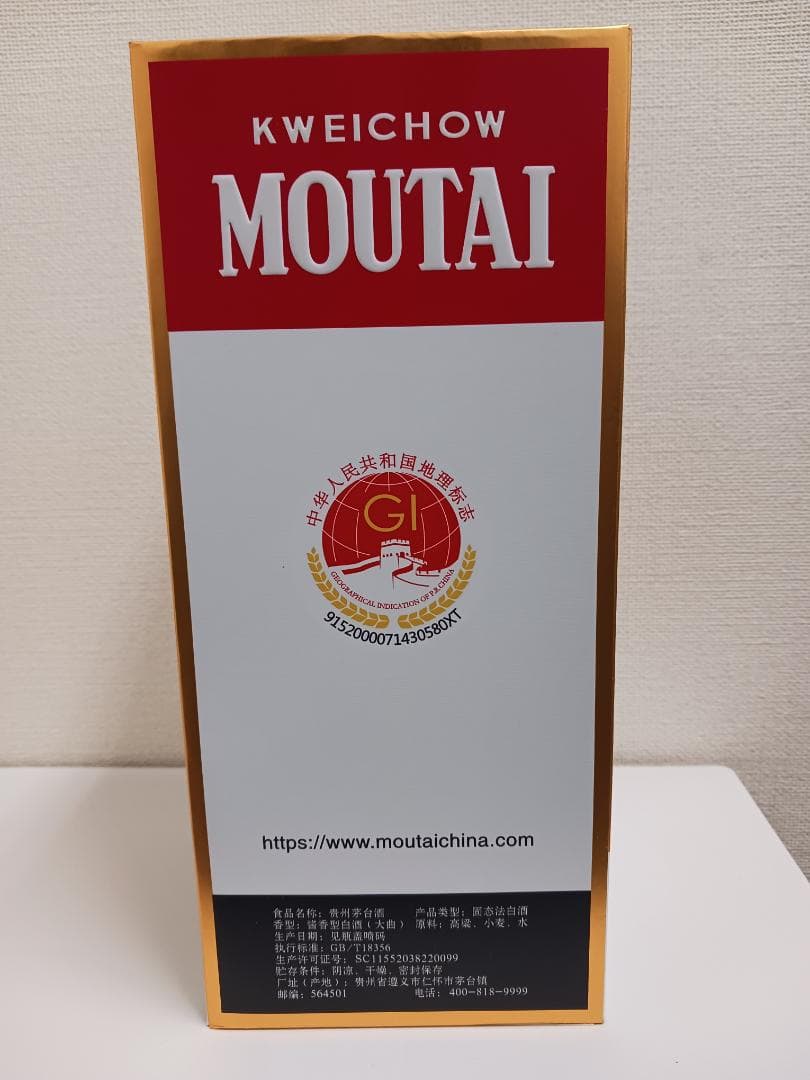 KWEICHOW
MOUTAI
中华人民共和国地理标志
GI
GEOGRAPHICAL INDICATION OF P.R.CHINA
9152000071430580XT
https://www.moutaichina.com
食品名称：贵州茅台酒 产品类型：固态法白酒
香型：酱香型白酒（大曲） 原料：高粱、小麦、水
生产日期：见瓶盖喷码
执行标准：GB/T18356
生产许可证号：SC11552038220099
贮存条件：阴凉、干燥、密封保存
厂址（产地）：贵州省遵义市仁怀市茅台镇
邮编：564501 电话：400-818-9999